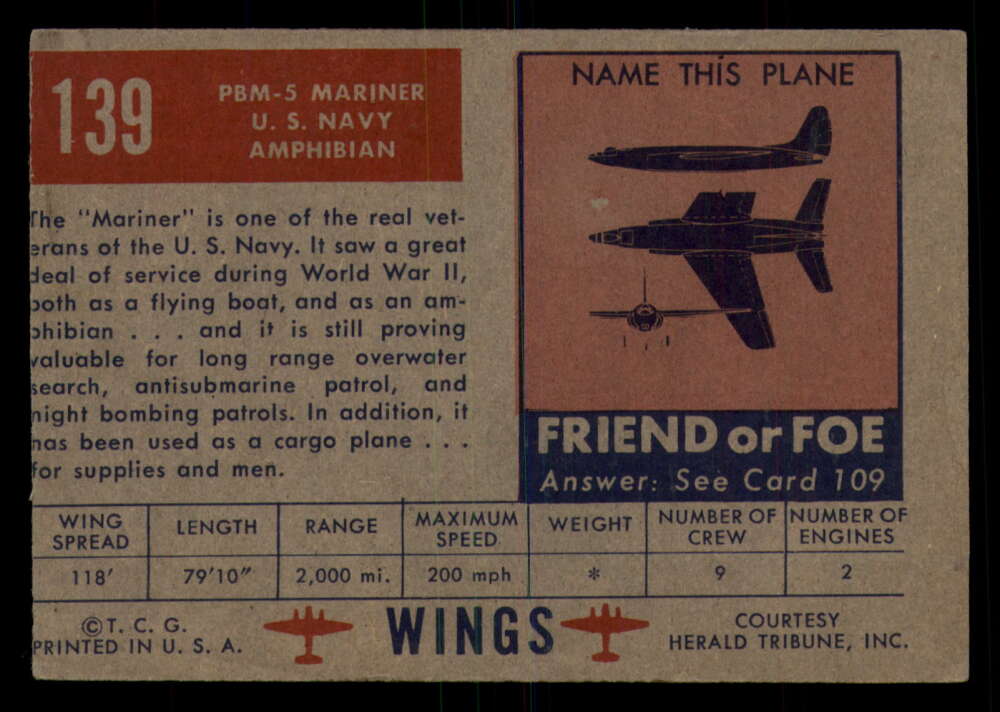 139
PBM-5 MARINER
U. S. NAVY
AMPHIBIAN
The "Mariner" is one of the real vet-
erans of the U. S. Navy. It saw a great
deal of service during World War II,
both as a flying boat, and as an am-
phibian . . . and it is still proving
valuable for long range overwater
search, antisubmarine patrol, and
night bombing patrols. In addition, it
has been used as a cargo plane . . .
for supplies and men.
NAME THIS PLANE
FRIEND or FOE
Answer: See Card 109
WING SPREAD LENGTH RANGE MAXIMUM SPEED WEIGHT NUMBER OF CREW NUMBER OF ENGINES
118' 79'10" 2,000 mi. 200 mph * 9 2
© T. C. G.
PRINTED IN U. S. A.
WINGS
COURTESY
HERALD TRIBUNE, INC.